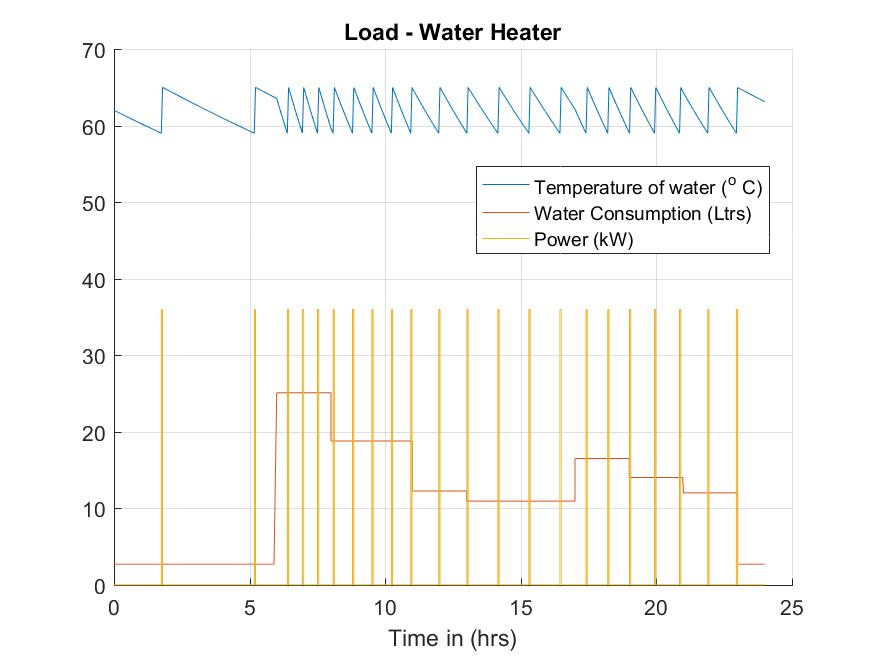 Load - Water Heater
70
60
50
40
30
20
10
0
Temperature of water (° C)
Water Consumption (Ltrs)
Power (kW)
0 5 10 15 20 25
Time in (hrs)